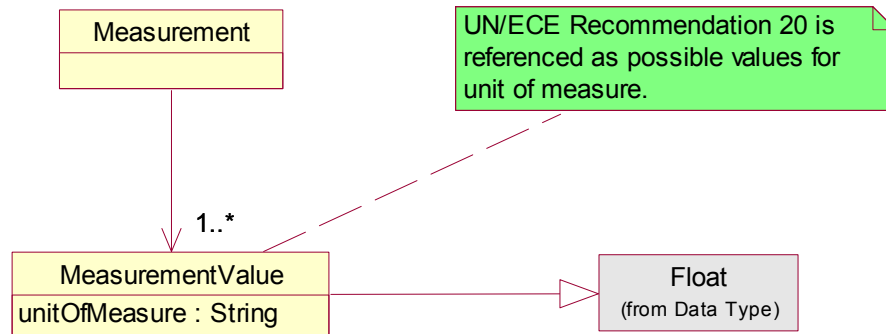 Measurement
UN/ECE Recommendation 20 is
referenced as possible values for
unit of measure.
1..*
MeasurementValue
unitOfMeasure : String
Float
(from Data Type)